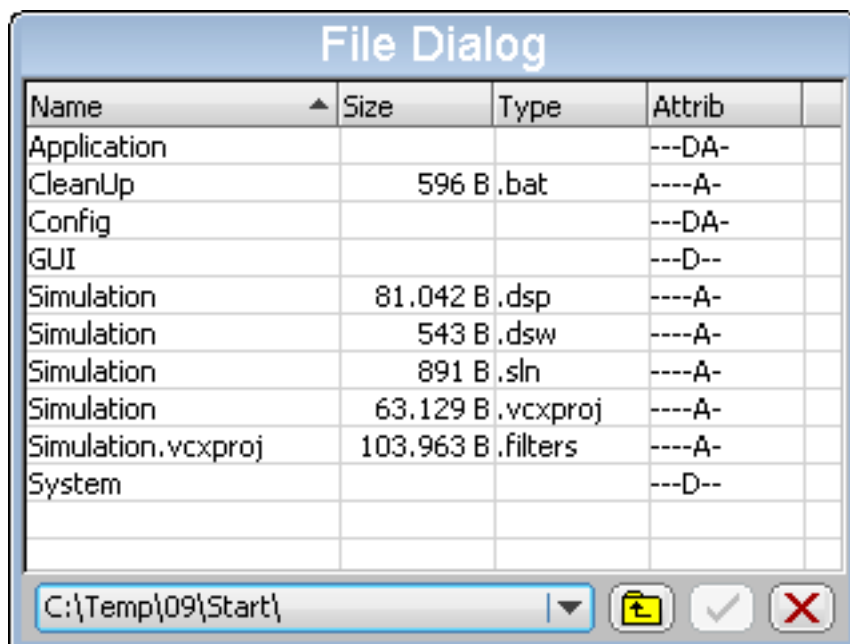 File Dialog
Name Size Type Attrib
Application ---DA-
CleanUp 596 B .bat ----A-
Config ---DA-
GUI ---D--
Simulation 81.042 B .dsp ----A-
Simulation 543 B .dsw ----A-
Simulation 891 B .sln ----A-
Simulation 63.129 B .vcxproj ----A-
Simulation.vcxproj 103.963 B .filters ----A-
System ---D--
C:\Temp\09\Start\